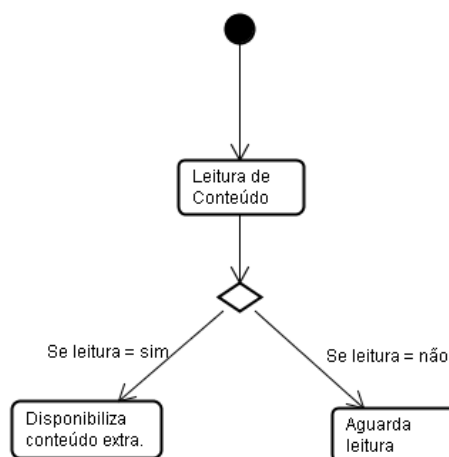 Leitura de
Conteúdo
Se leitura = sim
Se leitura = não
Disponibiliza
conteúdo extra.
Aguarda
leitura